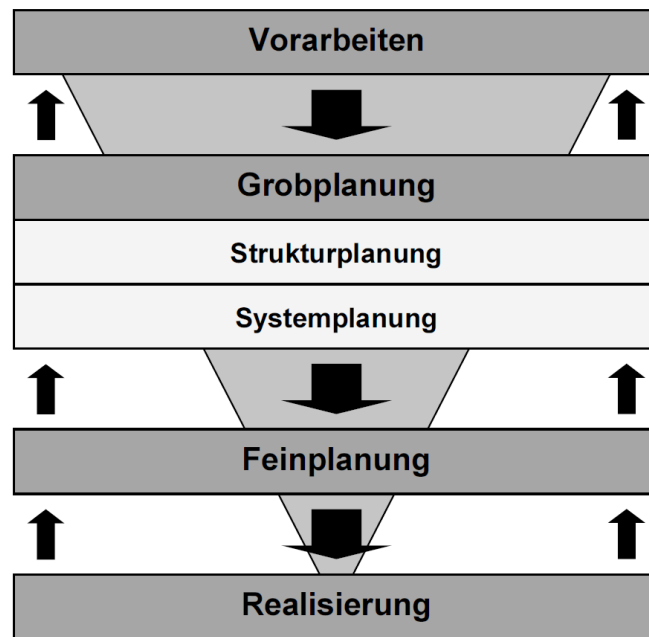 Vorarbeiten
Grobplanung
Strukturplanung
Systemplanung
Feinplanung
Realisierung